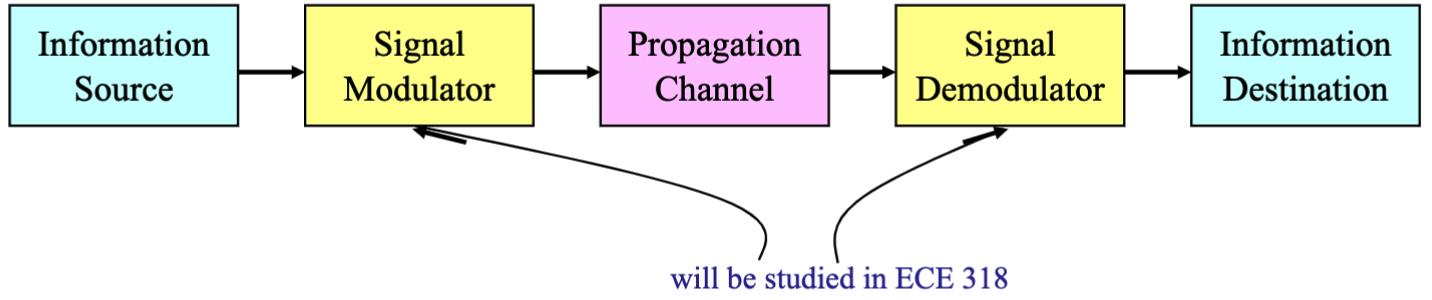 Information
Source
Signal
Modulator
Propagation
Channel
Signal
Demodulator
Information
Destination
will be studied in ECE 318